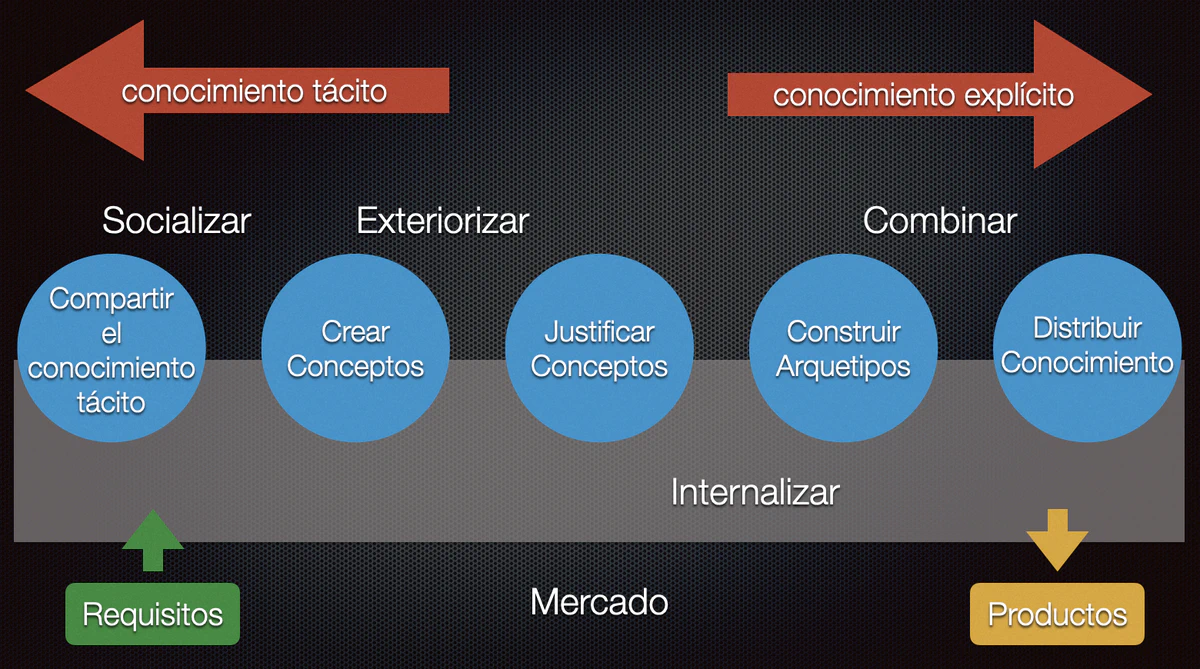 conocimiento tácito
conocimiento explícito
Socializar
Exteriorizar
Combinar
Compartir
el
conocimiento
tácito
Crear
Conceptos
Justificar
Conceptos
Construir
Arquetipos
Distribuir
Conocimiento
Internalizar
Requisitos
Mercado
Productos